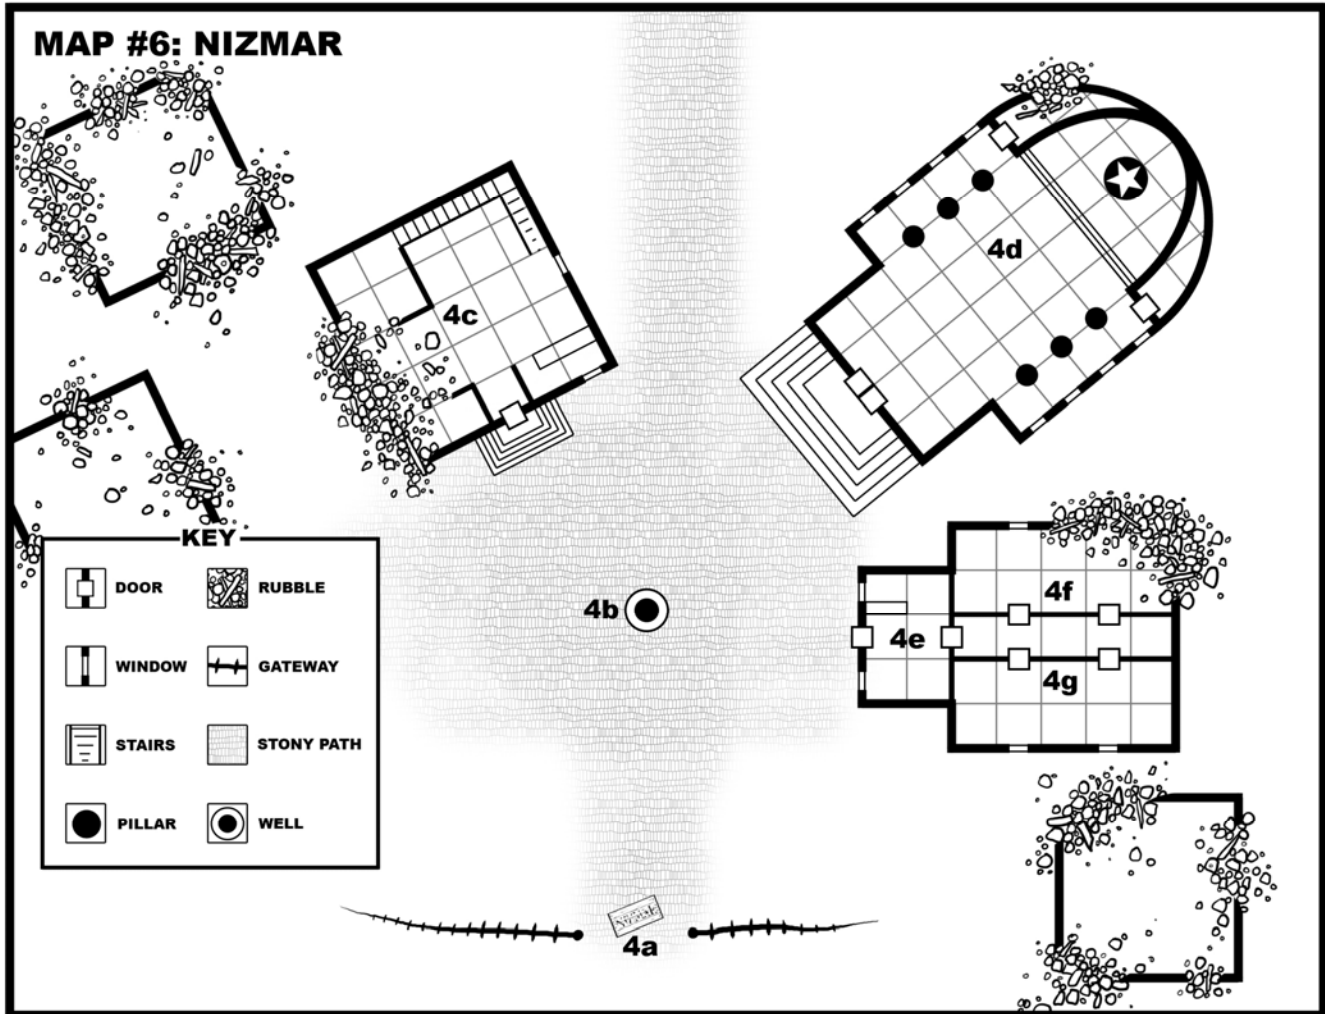 MAP #6: NIZMAR
4d
4c
KEY
DOOR
RUBBLE
4f
4b
4e
WINDOW
GATEWAY
4g
STAIRS
STONY PATH
PILLAR
WELL
4a